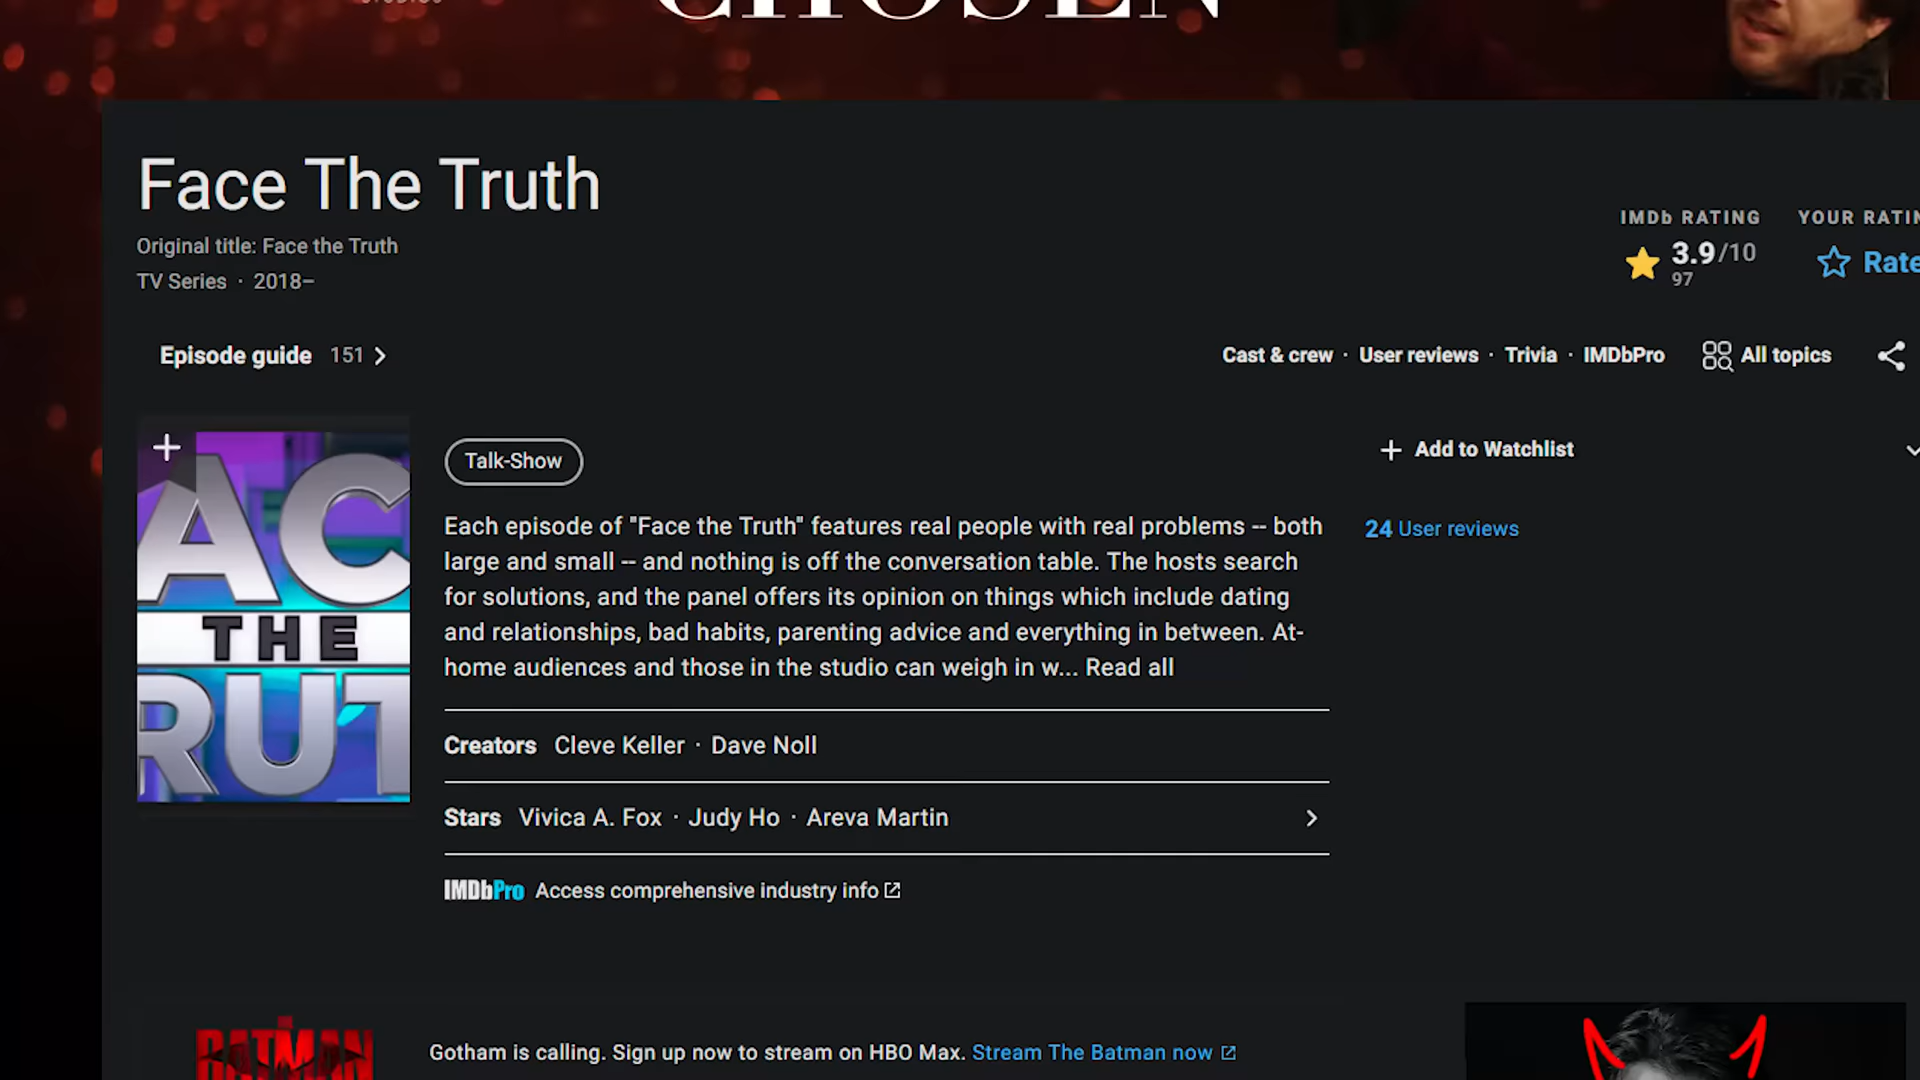 CHOSEN
Face The Truth
Original title: Face the Truth
TV Series · 2018–
IMDb RATING
3.9/10
97
YOUR RATIN
Rate
Episode guide 151
Cast & crew · User reviews · Trivia · IMDbPro
All topics
AC
THE
RUT
Talk-Show
Each episode of "Face the Truth" features real people with real problems -- both
large and small -- and nothing is off the conversation table. The hosts search
for solutions, and the panel offers its opinion on things which include dating
and relationships, bad habits, parenting advice and everything in between. At-
home audiences and those in the studio can weigh in w... Read all
Creators Cleve Keller · Dave Noll
Stars Vivica A. Fox · Judy Ho · Areva Martin
IMDbPro Access comprehensive industry info
+ Add to Watchlist
24 User reviews
BATMAN
Gotham is calling. Sign up now to stream on HBO Max. Stream The Batman now